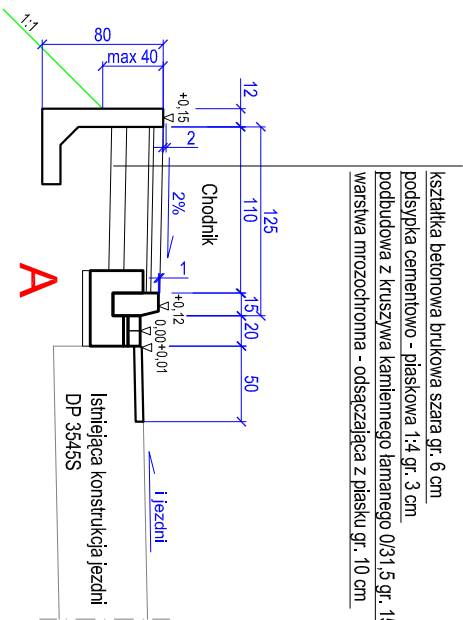 kształtka betonowa brukowa szara gr. 6 cm
podsypka cementowo - piaskowa 1:4 gr. 3 cm
podbudowa z kruszywa kamiennego łamanego 0/31,5 gr. 15
warstwa mrozochronna - odsączająca z piasku gr. 10 cm
125
12
110
15
20
50
1:1
80
max 40
+0,15
2
Chodnik
2%
1
+0,12
0,00
+0,01
i jezdni
A
Istniejąca konstrukcja jezdni
DP 3545S